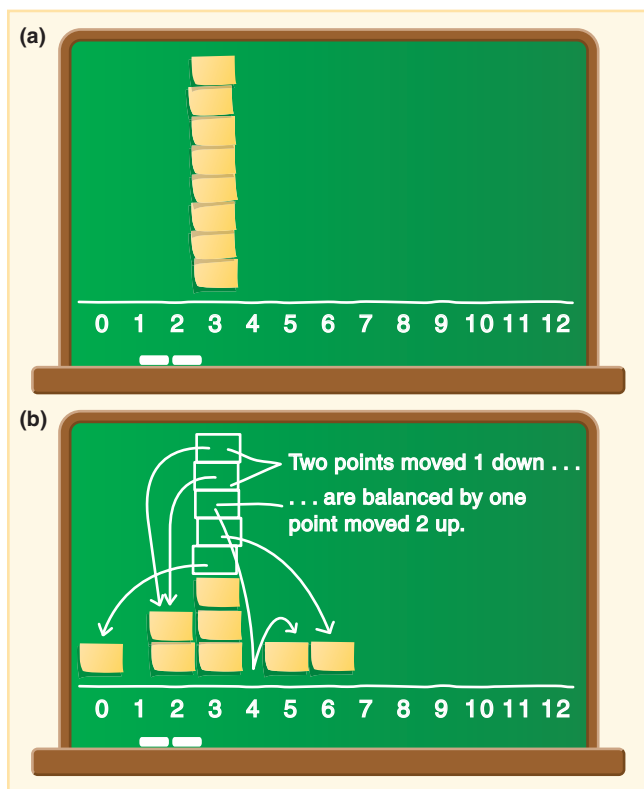 (a)
0 1 2 3 4 5 6 7 8 9 10 11 12
(b)
Two points moved 1 down . . .
. . . are balanced by one
point moved 2 up.
0 1 2 3 4 5 6 7 8 9 10 11 12